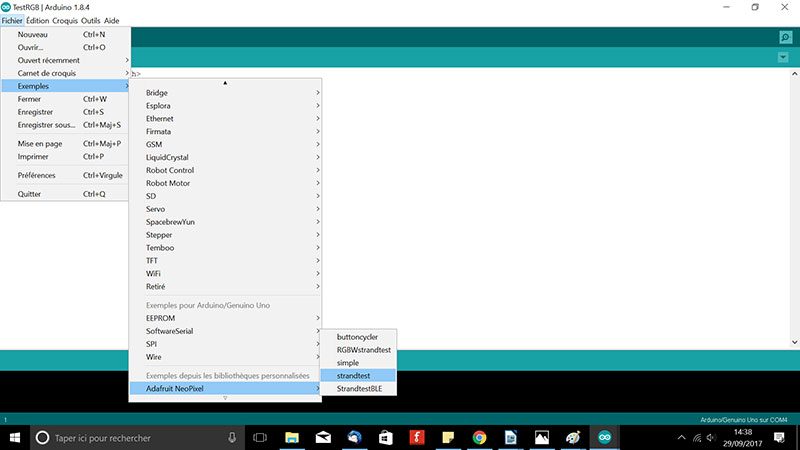 TestRGB | Arduino 1.8.4
Fichier Édition Croquis Outils Aide
Nouveau Ctrl+N
Ouvrir... Ctrl+O
Ouvert récemment
Carnet de croquis
Exemples
Fermer Ctrl+W
Enregistrer Ctrl+S
Enregistrer sous... Ctrl+Maj+S
Mise en page Ctrl+Maj+P
Imprimer Ctrl+P
Préférences Ctrl+Virgule
Quitter Ctrl+Q
h>
Bridge
Esplora
Ethernet
Firmata
GSM
LiquidCrystal
Robot Control
Robot Motor
SD
Servo
SpacebrewYun
Stepper
Temboo
TFT
WiFi
Retiré
Exemples pour Arduino/Genuino Uno
EEPROM
SoftwareSerial
SPI
Wire
Exemples depuis les bibliothèques personnalisées
Adafruit NeoPixel
buttoncycler
RGBWstrandtest
simple
strandtest
StrandtestBLE
1
Arduino/Genuino Uno sur COM4
Taper ici pour rechercher
f
14:38
29/09/2017